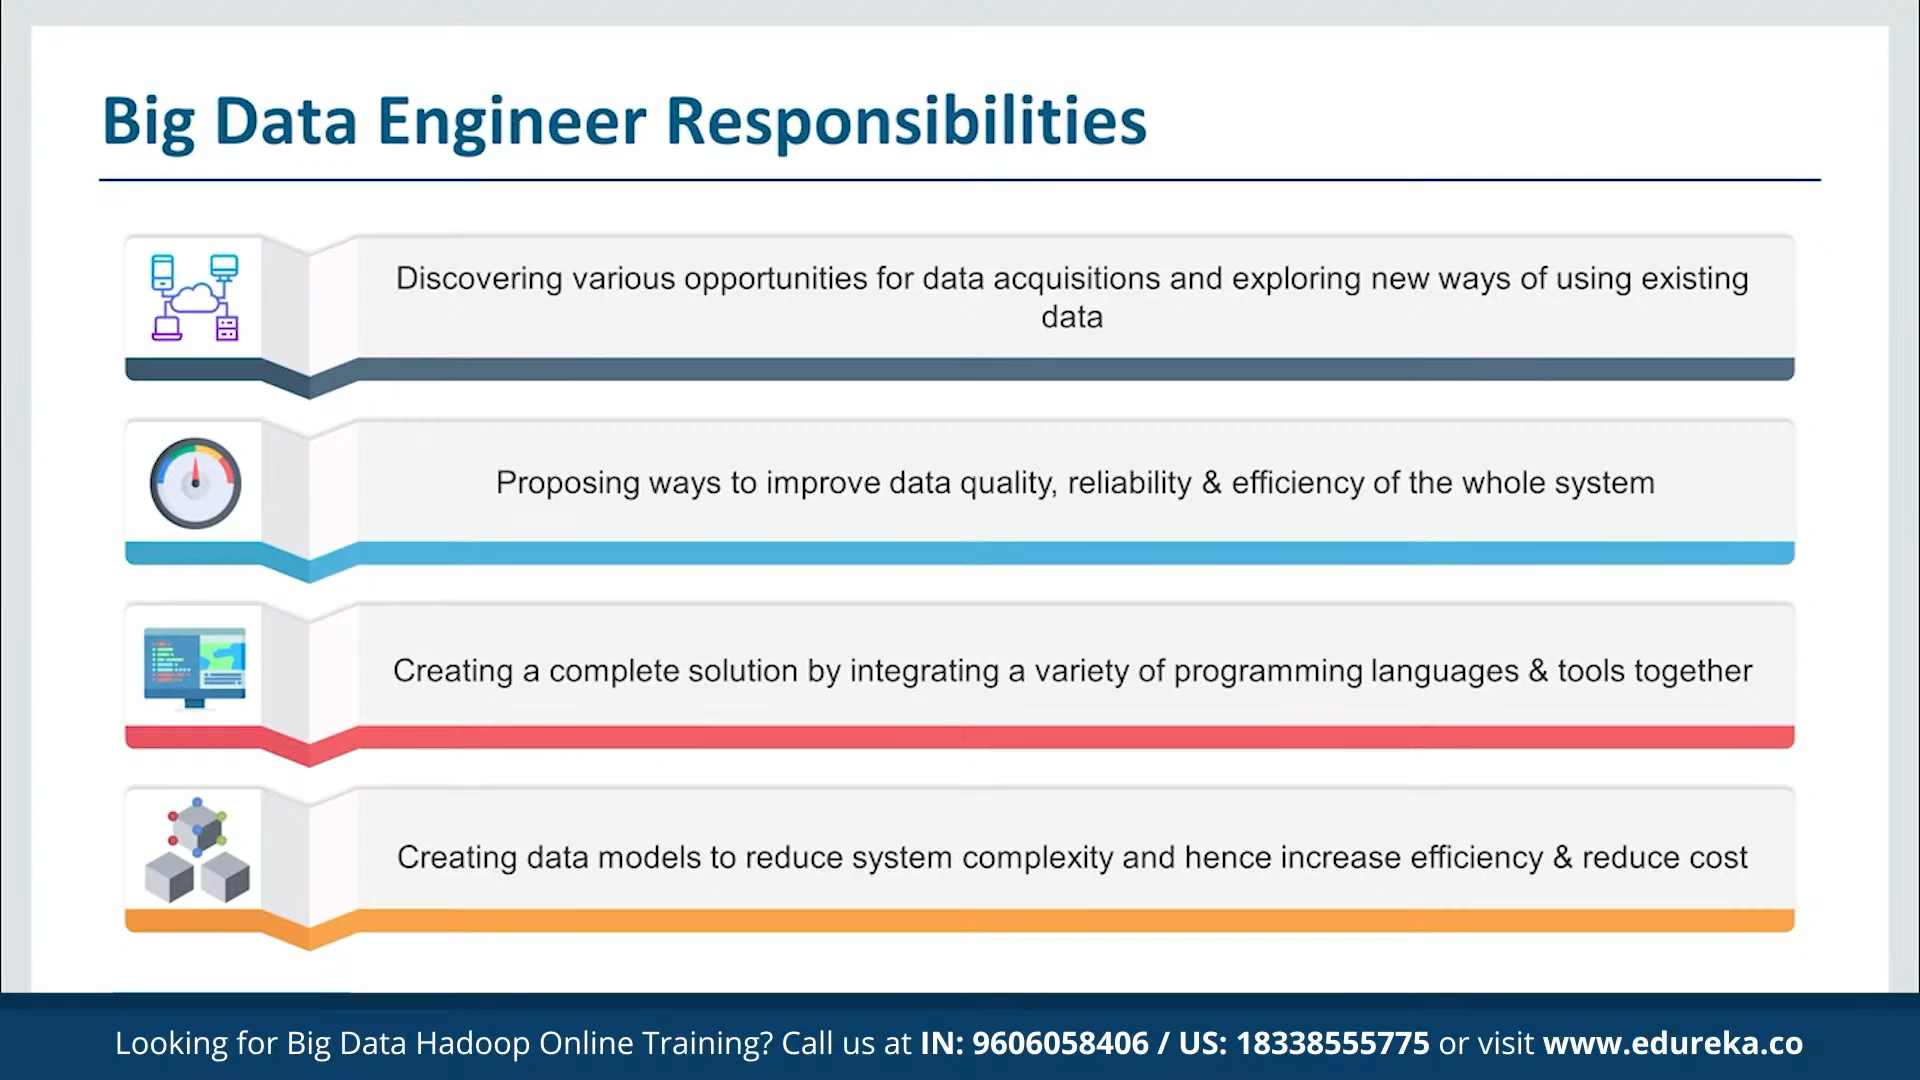 Big Data Engineer Responsibilities
Discovering various opportunities for data acquisitions and exploring new ways of using existing
data
Proposing ways to improve data quality, reliability & efficiency of the whole system
Creating a complete solution by integrating a variety of programming languages & tools together
Creating data models to reduce system complexity and hence increase efficiency & reduce cost
Looking for Big Data Hadoop Online Training? Call us at IN: 9606058406 / US: 18338555775 or visit www.edureka.co